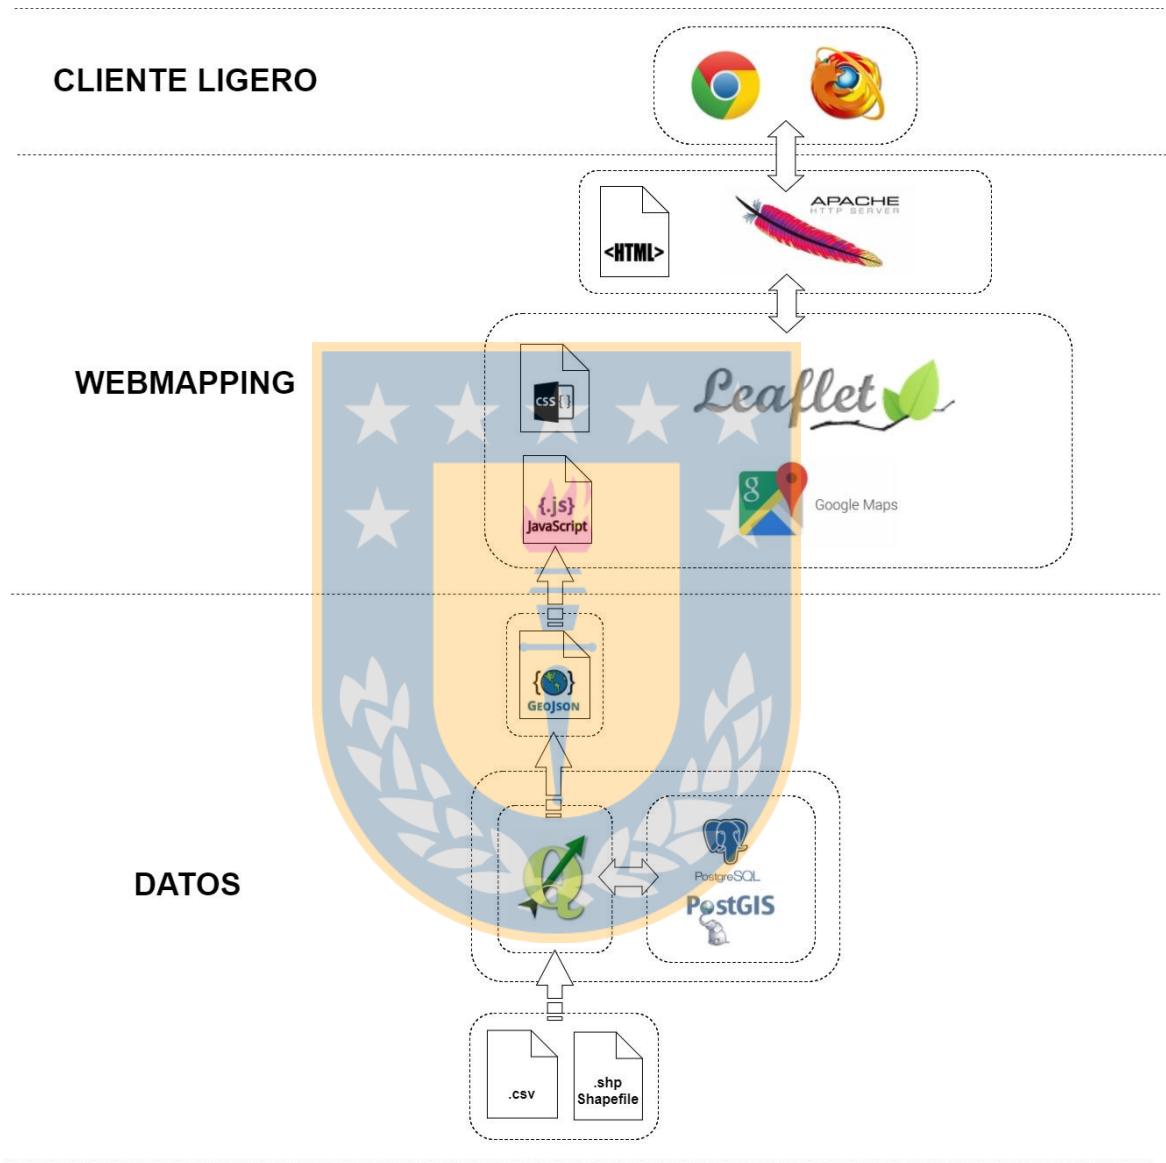 CLIENTE LIGERO
APACHE
HTTP SERVER
<HTML>
WEBMAPPING
css{}
Leaflet
{.js}
JavaScript
g
Google Maps
{ }
GeoJson
DATOS
PostgreSQL
PostGIS
.csv
.shp
Shapefile